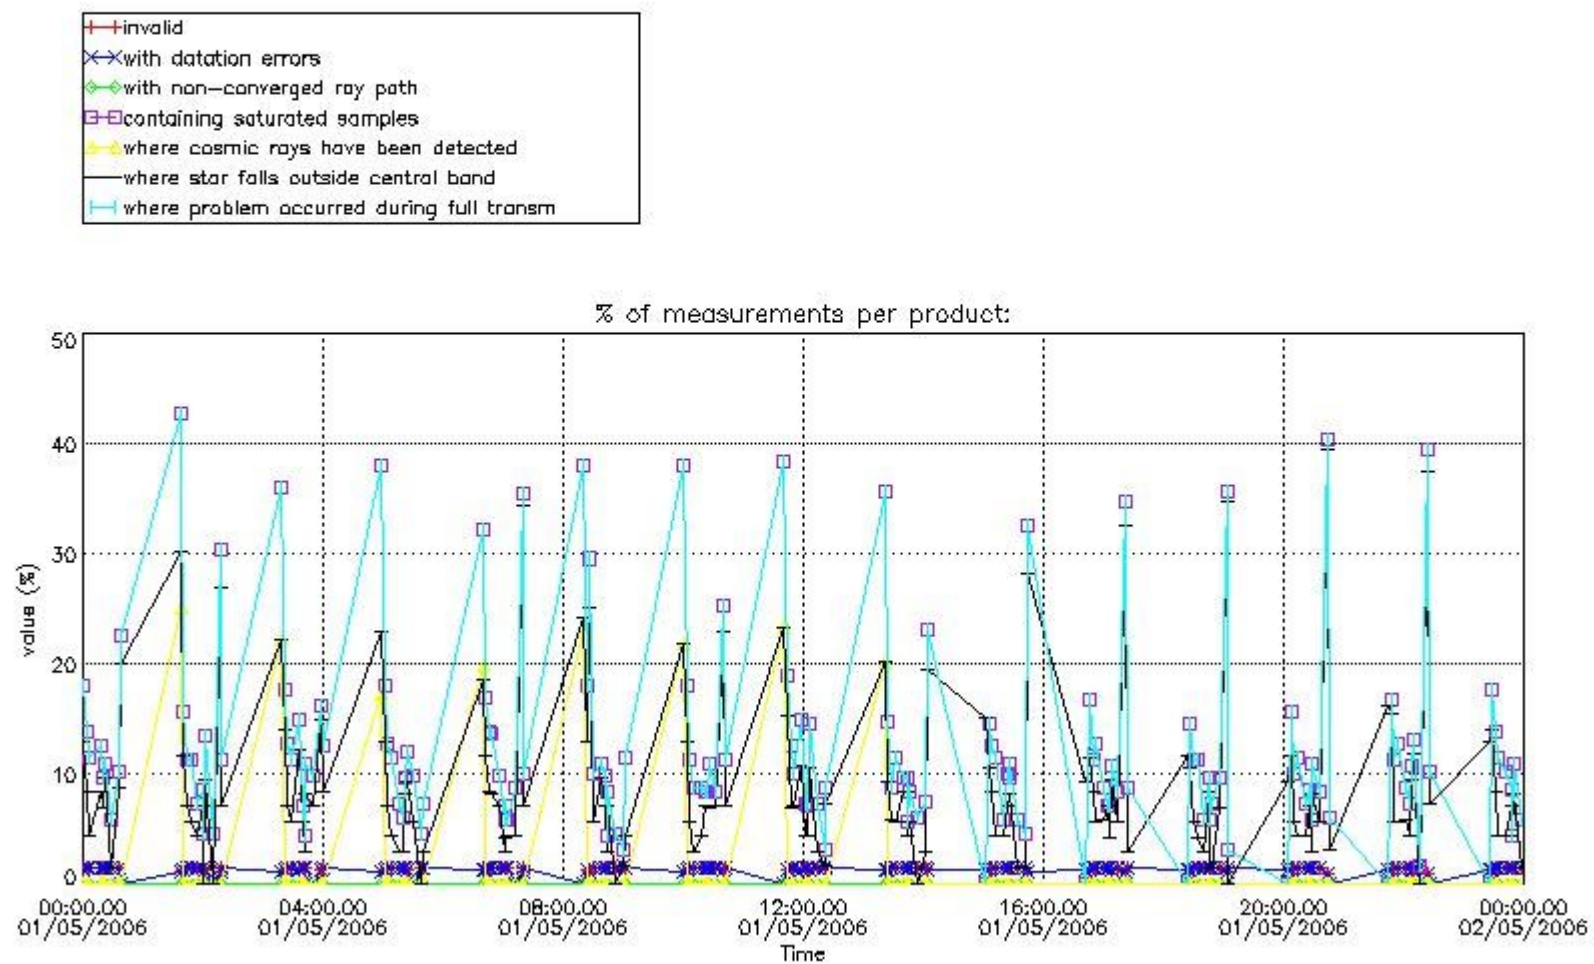 invalid
with datation errors
with non-converged ray path
containing saturated samples
where cosmic rays have been detected
where star falls outside central band
where problem occurred during full transm
% of measurements per product:
50
40
30
20
10
0
value (%)
00:00:00 04:00:00 08:00:00 12:00:00 16:00:00 20:00:00 00:00:00
01/05/2006 01/05/2006 01/05/2006 01/05/2006 01/05/2006 01/05/2006 02/05/2006
Time